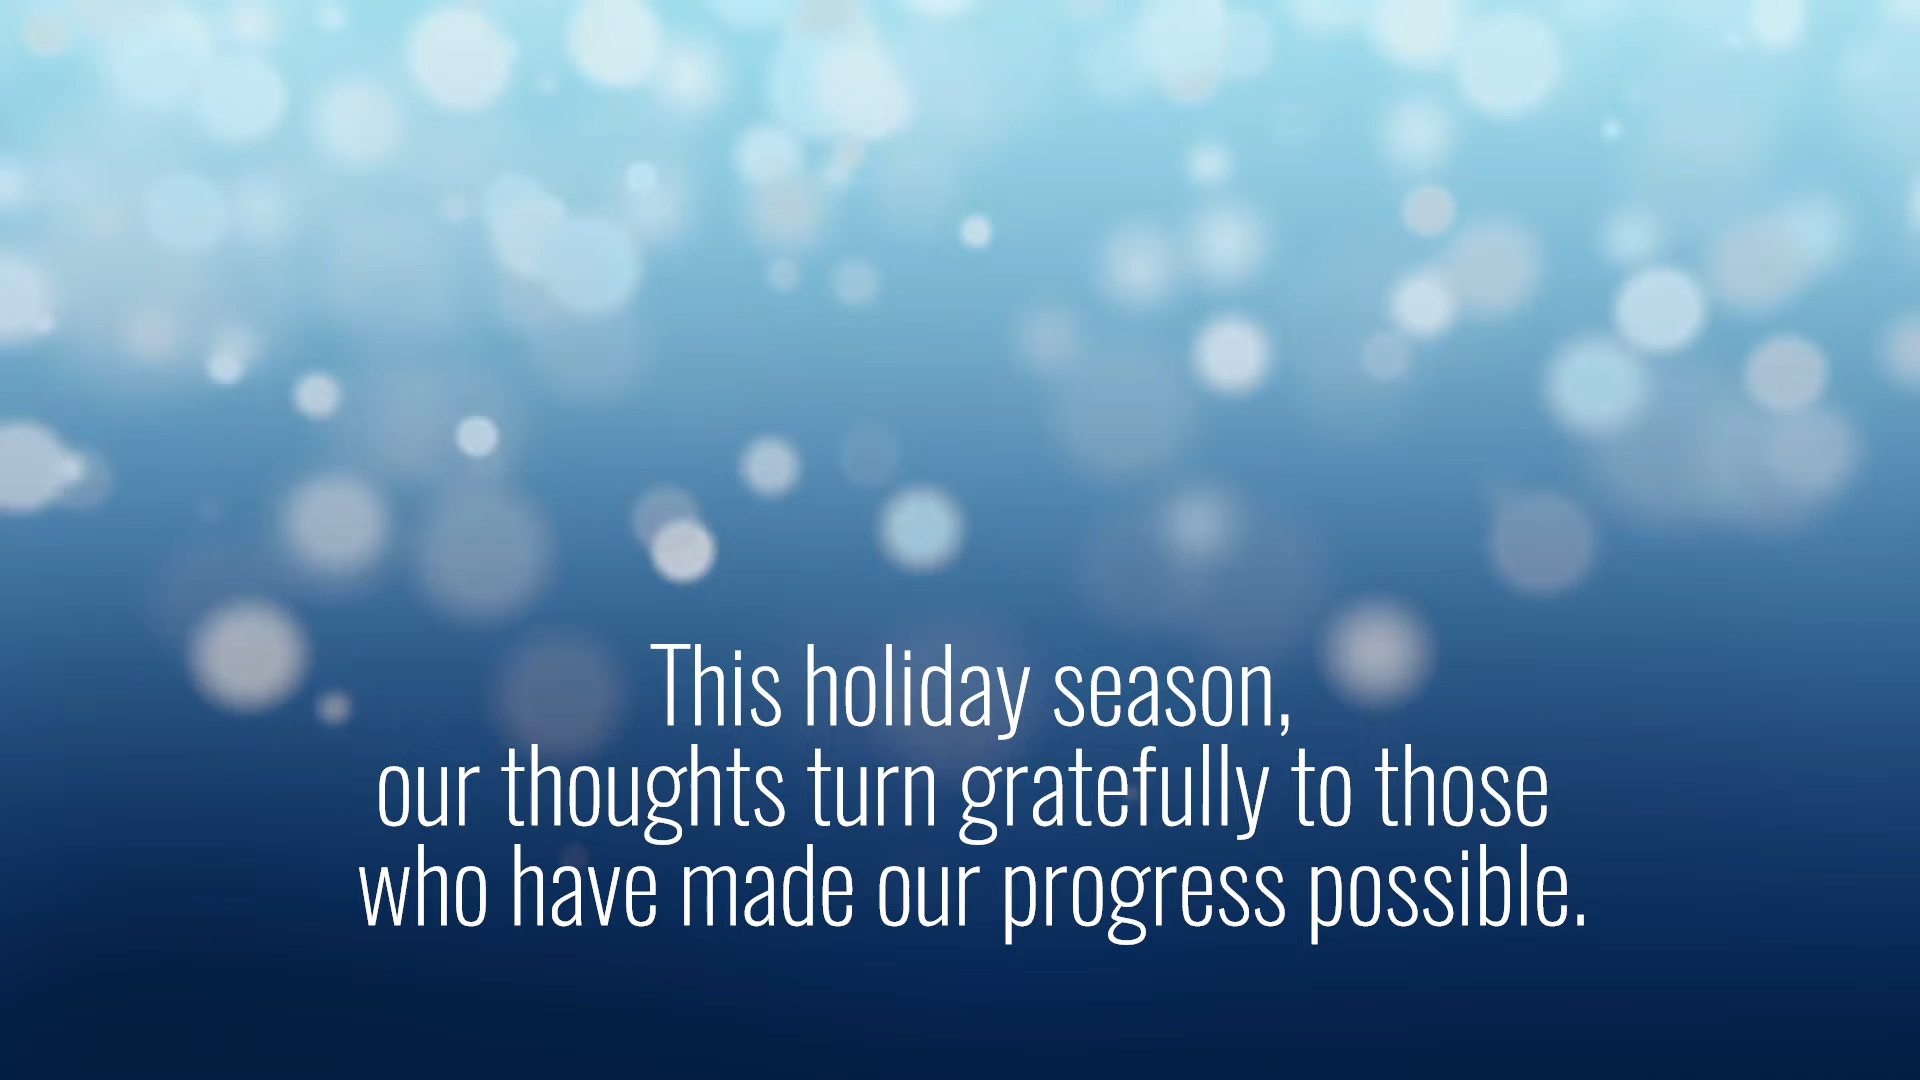 This holiday season,
our thoughts turn gratefully to those
who have made our progress possible.